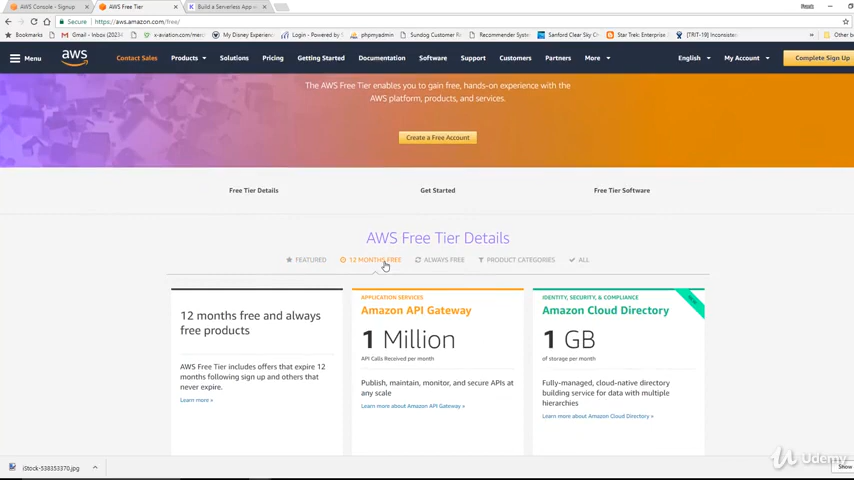 AWS Console - Signup
AWS Free Tier
Build a Serverless App w
Secure
https://aws.amazon.com/free/
Bookmarks
Gmail - Inbox (20234
x-aviation.com/merc
My Disney Experience
Login - Powered by S
phpmyadmin
Sundog Customer Su
Recommender System
Sanford Clear Sky C
Star Trek: Enterprise
[TRIT-19] Inconsiste
Other bo
Menu
aws
Contact Sales
Products
Solutions
Pricing
Getting Started
Documentation
Software
Support
Customers
Partners
More
English
My Account
Complete Sign Up
The AWS Free Tier enables you to gain free, hands-on experience with the
AWS platform, products, and services.
Create a Free Account
Free Tier Details
Get Started
Free Tier Software
AWS Free Tier Details
FEATURED
12 MONTHS FREE
ALWAYS FREE
PRODUCT CATEGORIES
ALL
12 months free and always
free products
AWS Free Tier includes offers that expire 12
months following sign up and others that
never expire.
Learn more »
APPLICATION SERVICES
Amazon API Gateway
1 Million
API Calls Received per month
Publish, maintain, monitor, and secure APIs at
any scale
Learn more about Amazon API Gateway »
IDENTITY, SECURITY, & COMPLIANCE
Amazon Cloud Directory
1 GB
of storage per month
Fully-managed, cloud-native directory
building service for data with multiple
hierarchies
Learn more about Amazon Cloud Directory »
iStock-538353370.jpg
Show
Udemy